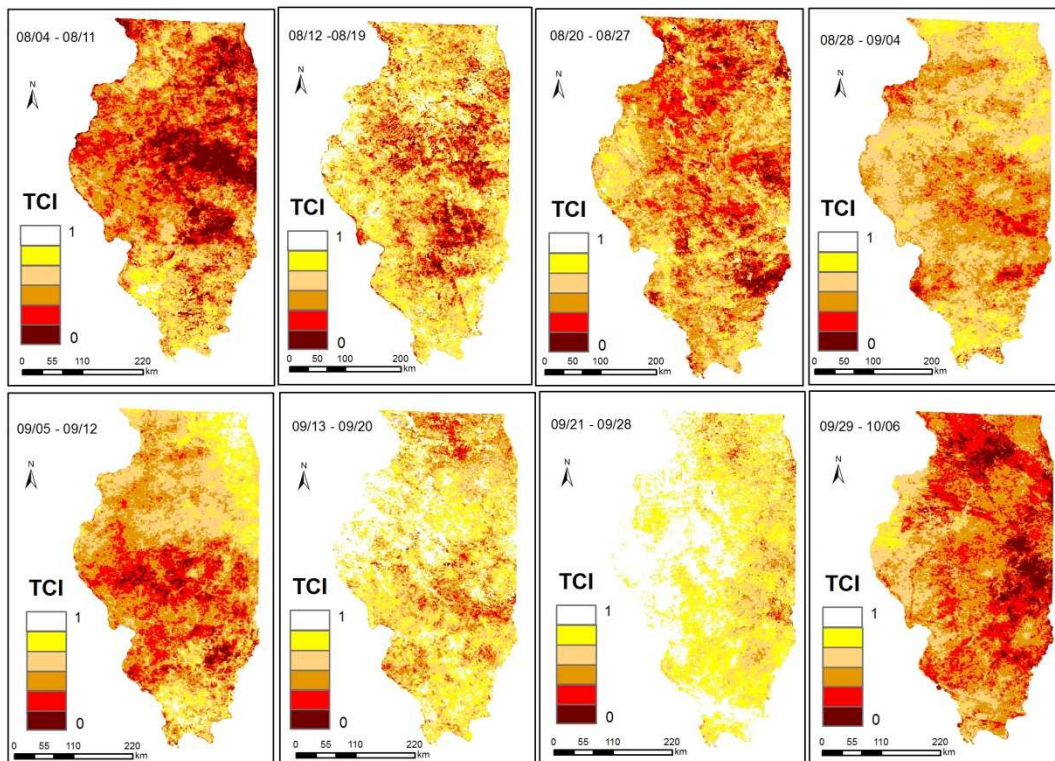 08/04 - 08/11
N
TCI
1
0
0 55 110 220
km
08/12 -08/19
N
TCI
1
0
0 50 100 200
km
08/20 - 08/27
N
TCI
1
0
0 50 100 200
km
08/28 - 09/04
N
TCI
1
0
0 55 110 220
km
09/05 - 09/12
N
TCI
1
0
0 55 110 220
km
09/13 - 09/20
N
TCI
1
0
0 55 110 220
km
09/21 - 09/28
N
TCI
1
0
0 55 110 220
km
09/29 - 10/06
N
TCI
1
0
0 55 110 220
km